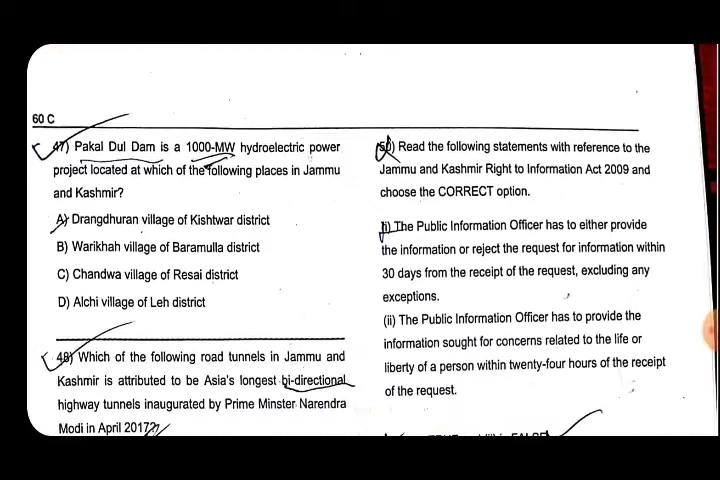 60 C
47) Pakal Dul Dam is a 1000-MW hydroelectric power
project located at which of the following places in Jammu
and Kashmir?
A) Drangdhuran village of Kishtwar district
B) Warikhah village of Baramulla district
C) Chandwa village of Resai district
D) Alchi village of Leh district
48) Which of the following road tunnels in Jammu and
Kashmir is attributed to be Asia's longest bi-directional
highway tunnels inaugurated by Prime Minster Narendra
Modi in April 2017?
50) Read the following statements with reference to the
Jammu and Kashmir Right to Information Act 2009 and
choose the CORRECT option.
(i) The Public Information Officer has to either provide
the information or reject the request for information within
30 days from the receipt of the request, excluding any
exceptions.
(ii) The Public Information Officer has to provide the
information sought for concerns related to the life or
liberty of a person within twenty-four hours of the receipt
of the request.